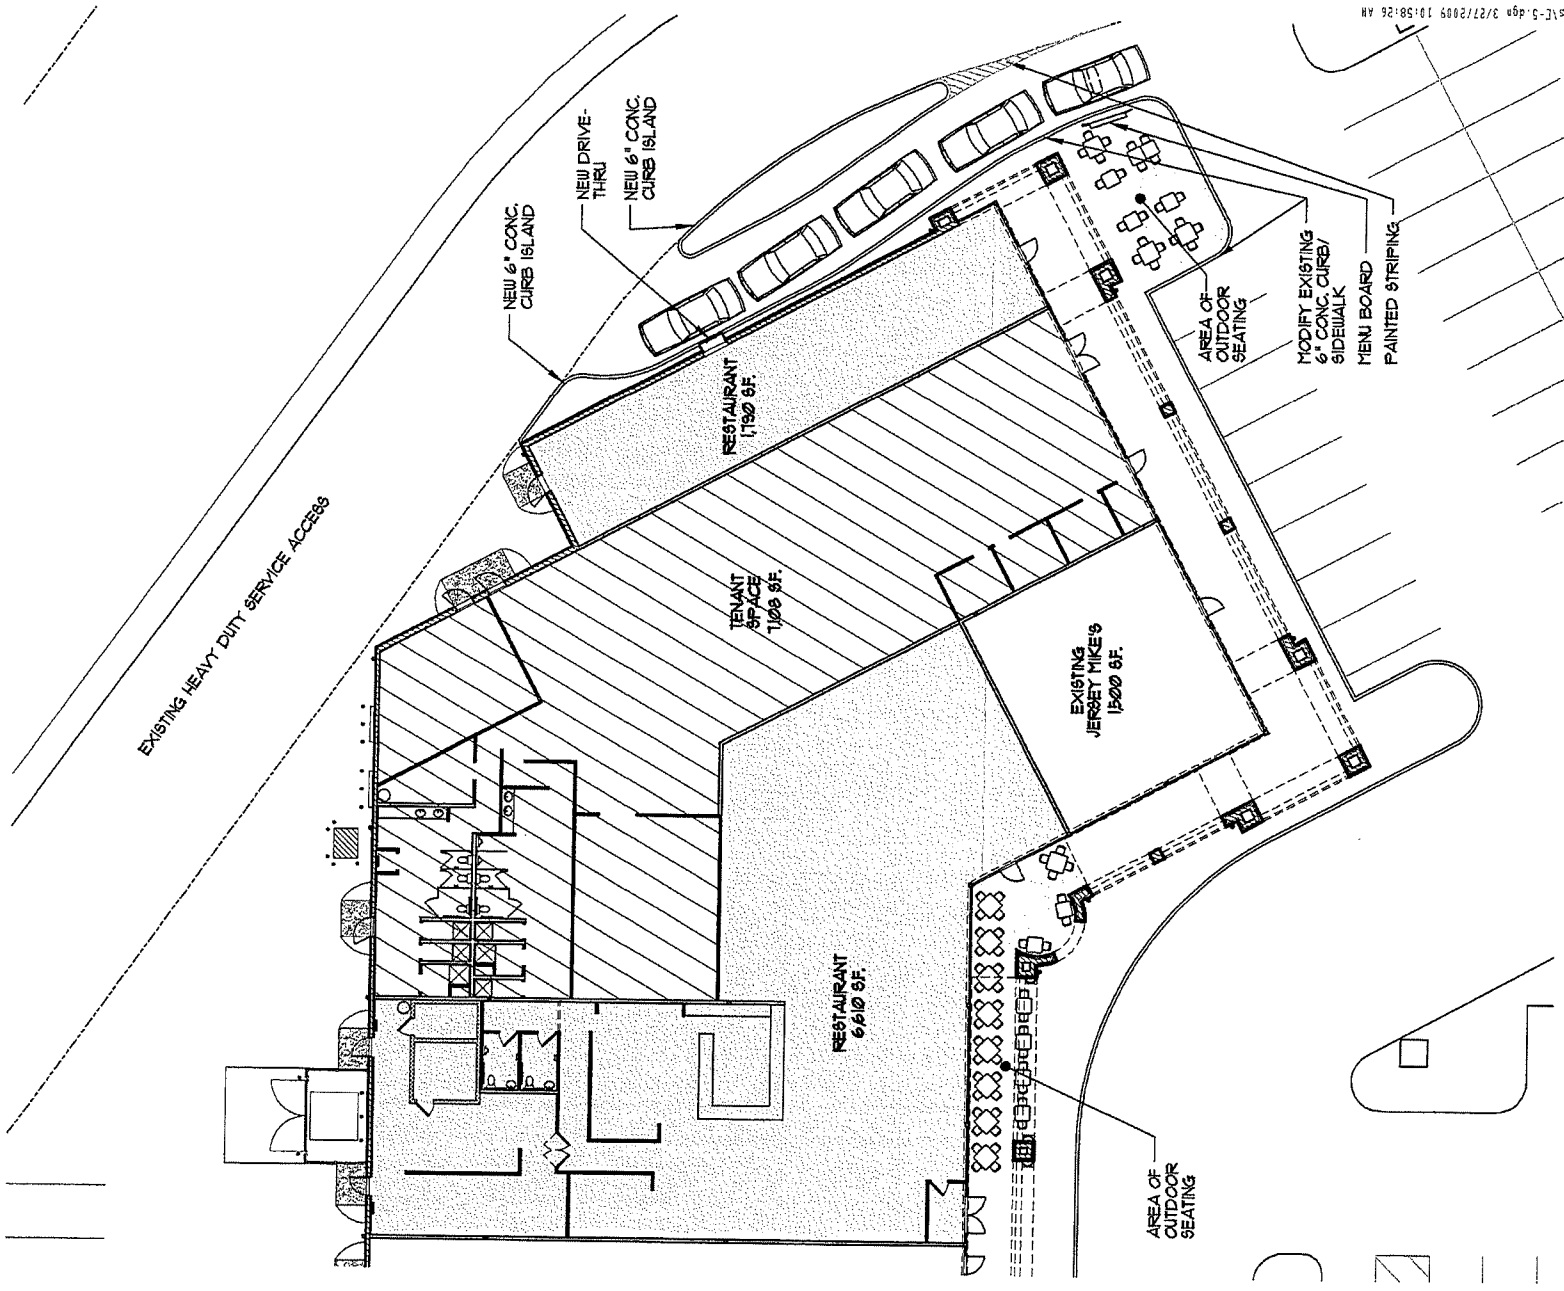 s\E-5.dgn 3/27/2009 10:58:26 AM
NEW 6" CONC.
CURB ISLAND
NEW DRIVE-
THRU
NEW 6" CONC.
CURB ISLAND
EXISTING HEAVY DUTY SERVICE ACCESS
RESTAURANT
1,790 S.F.
TENANT
SPACE
7,108 S.F.
EXISTING
JERSEY MIKE'S
1,500 S.F.
RESTAURANT
6,610 S.F.
AREA OF
OUTDOOR
SEATING
MODIFY EXISTING
6" CONC. CURB/
SIDEWALK
MENU BOARD
PAINTED STRIPING
AREA OF
OUTDOOR
SEATING